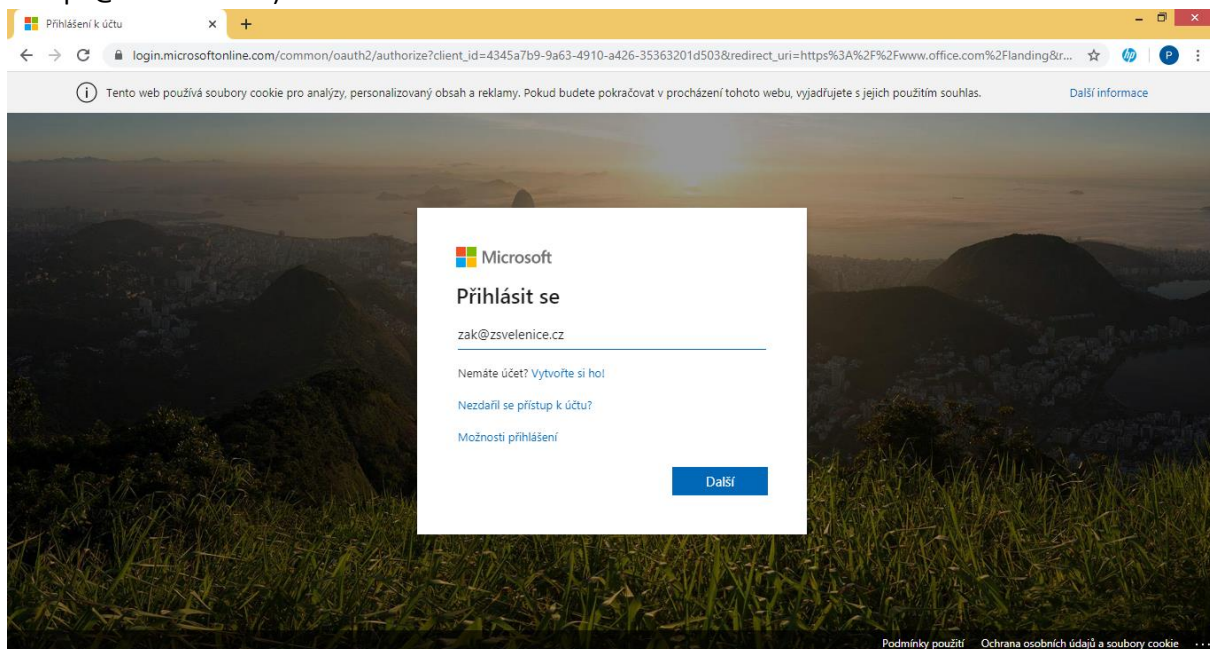 Přihlášení k účtu
login.microsoftonline.com/common/oauth2/authorize?client_id=4345a7b9-9a63-4910-a426-35363201d503&redirect_uri=https%3A%2F%2Fwww.office.com%2Flanding&r...
P
Tento web používá soubory cookie pro analýzy, personalizovaný obsah a reklamy. Pokud budete pokračovat v procházení tohoto webu, vyjadřujete s jejich použitím souhlas. Další informace
Microsoft
Přihlásit se
zak@zsvelenice.cz
Nemáte účet? Vytvořte si ho!
Nezdařil se přístup k účtu?
Možnosti přihlášení
Další
Podmínky použití Ochrana osobních údajů a soubory cookie ...